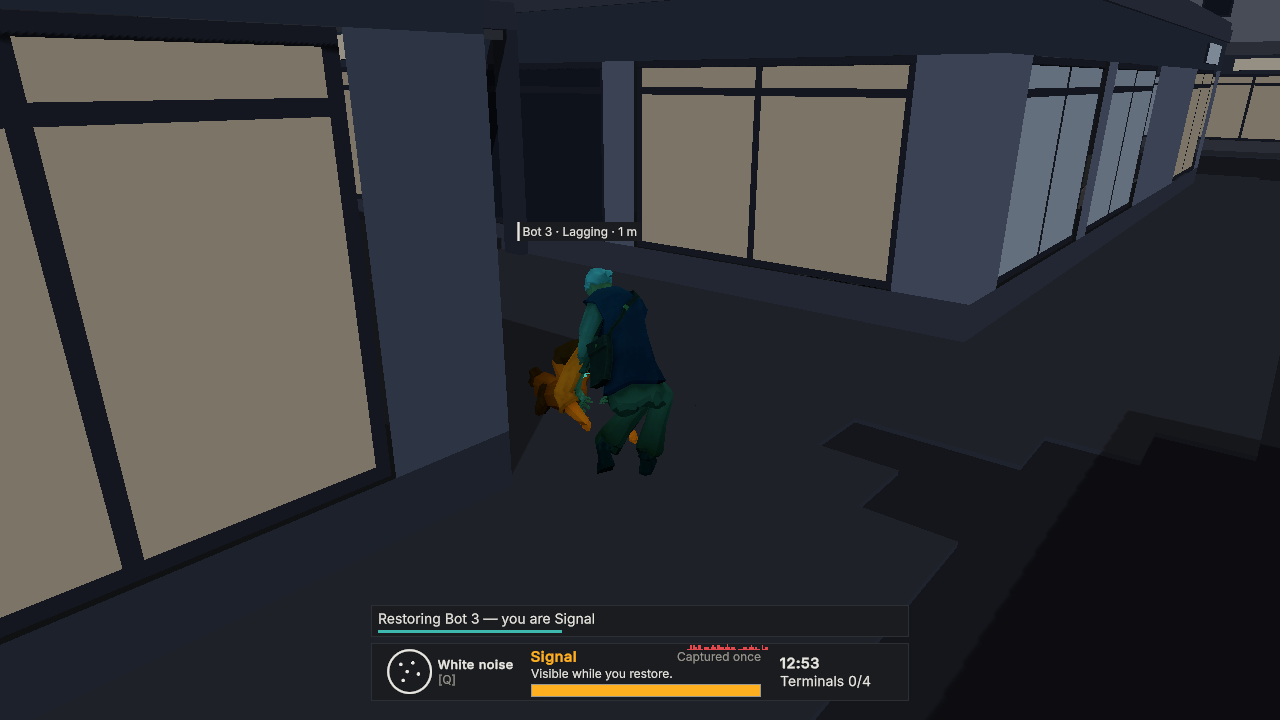 Bot 3 · Lagging · 1 m
Restoring Bot 3 — you are Signal
White noise
[Q]
Signal
Captured once
Visible while you restore.
12:53
Terminals 0/4